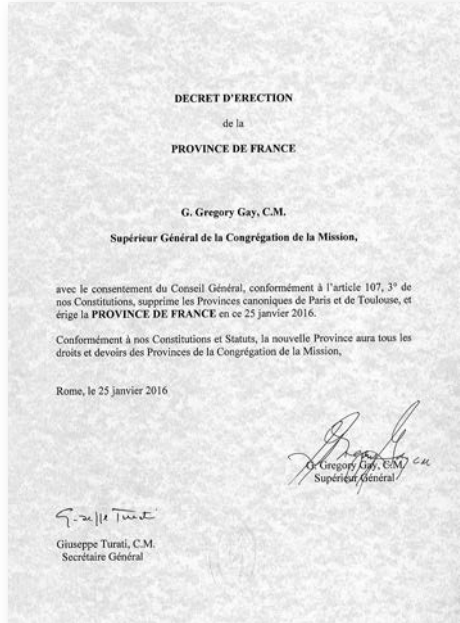 DECRET D'ERECTION
de la
PROVINCE DE FRANCE
G. Gregory Gay, C.M.
Supérieur Général de la Congrégation de la Mission,
avec le consentement du Conseil Général, conformément à l'article 107, 3° de
nos Constitutions, supprime les Provinces canoniques de Paris et de Toulouse, et
érige la PROVINCE DE FRANCE en ce 25 janvier 2016.
Conformément à nos Constitutions et Statuts, la nouvelle Province aura tous les
droits et devoirs des Provinces de la Congrégation de la Mission,
Rome, le 25 janvier 2016
G. Gregory Gay, C.M.
Supérieur Général
Giuseppe Turati, C.M.
Secrétaire Général